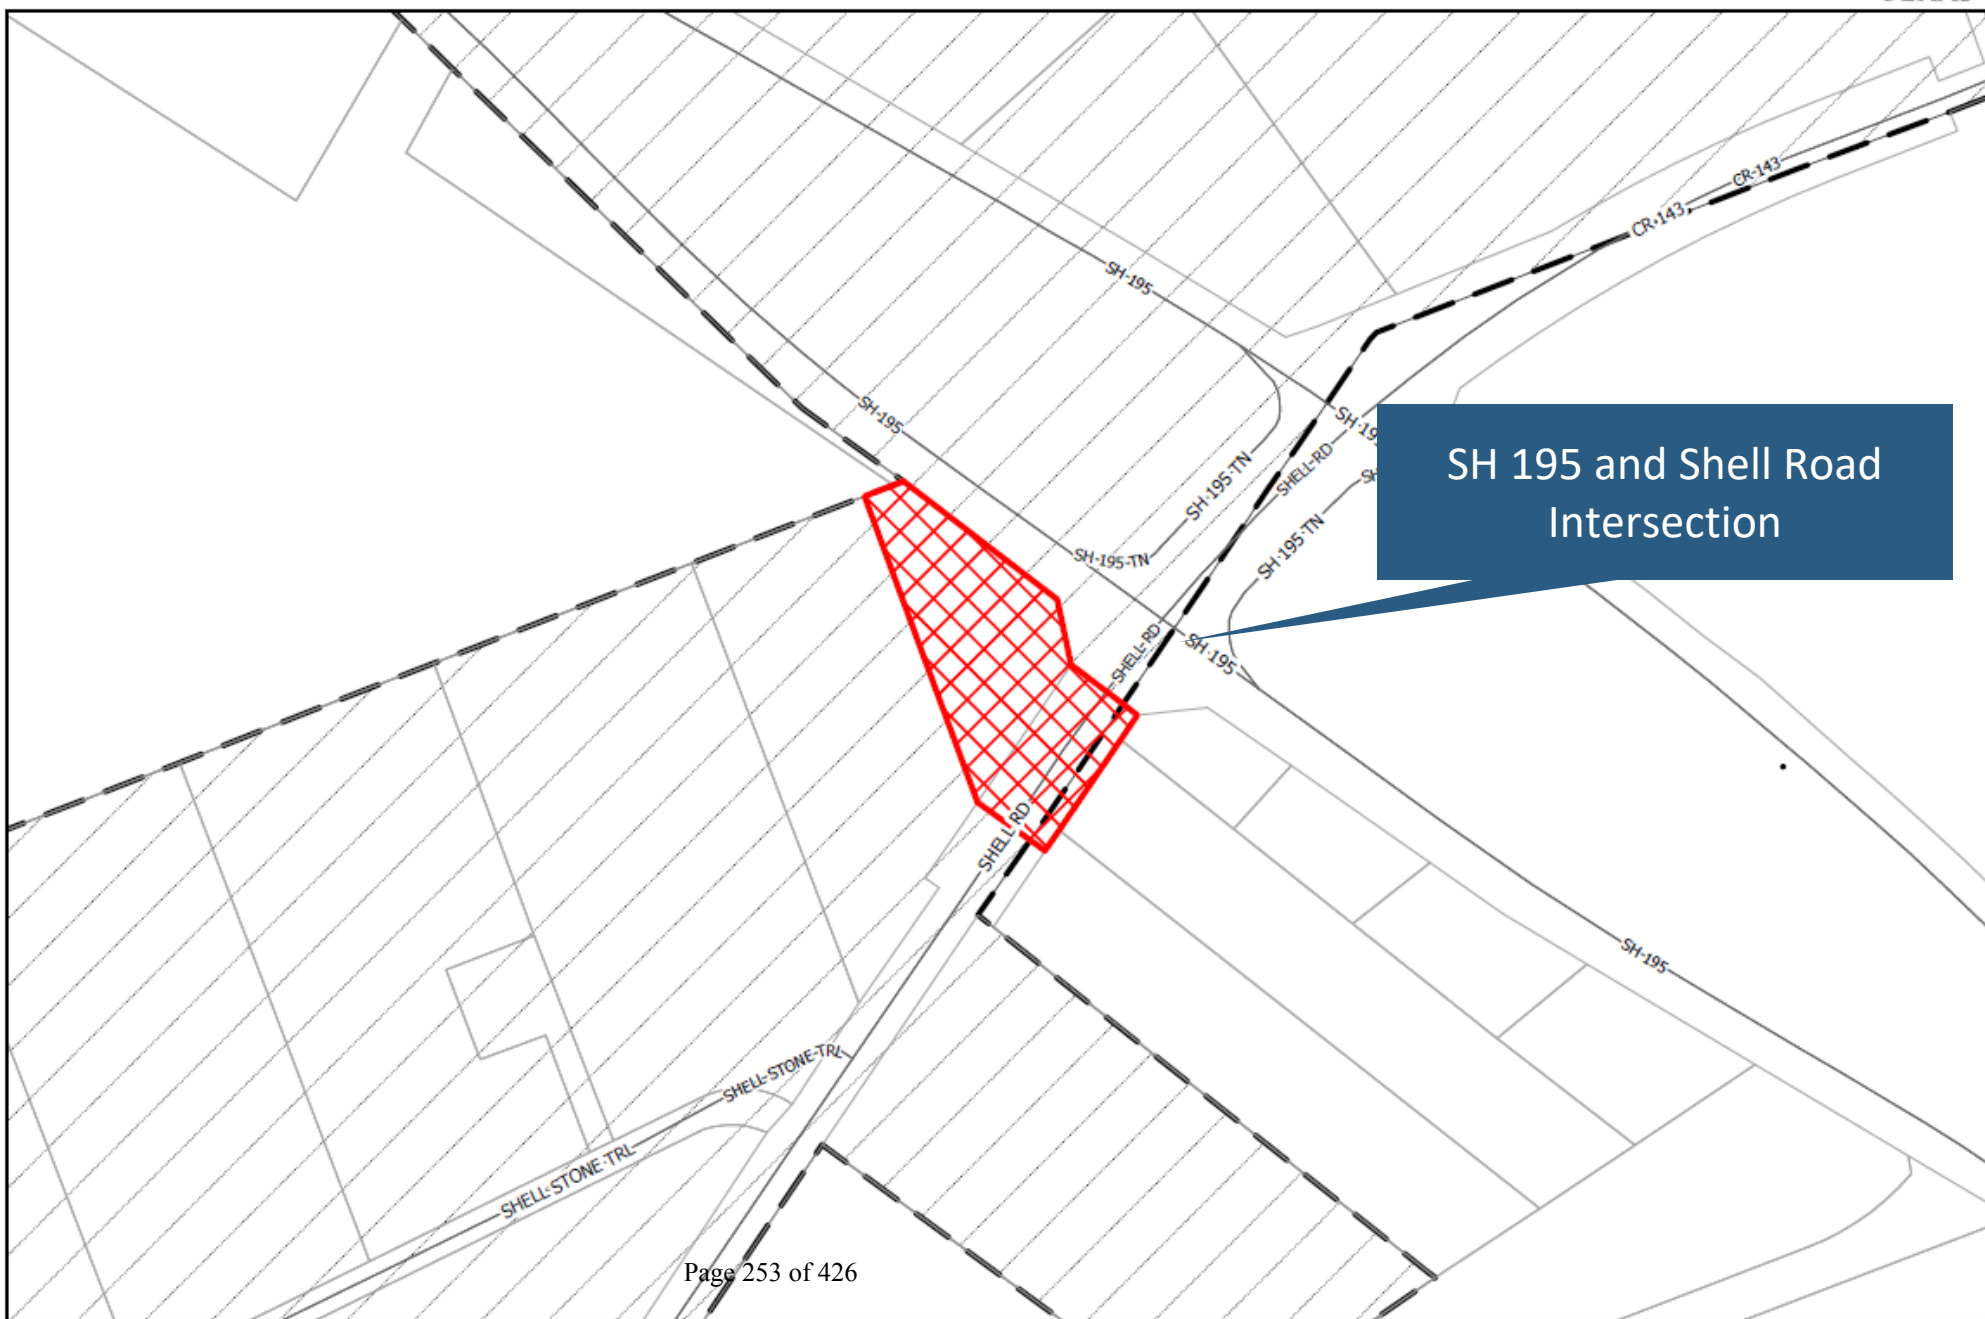 CR-143
CR-143
SH-195
SH-195
SH-19
SHELL-RD
SH
SH-195-TN
SH-195-TN
SH-195-TN
SH 195 and Shell Road
Intersection
SHELL-RD
SH-195
SHELL-RD
SH-195
SHELL-STONE-TRL
SHELL-STONE-TRL
Page 253 of 426